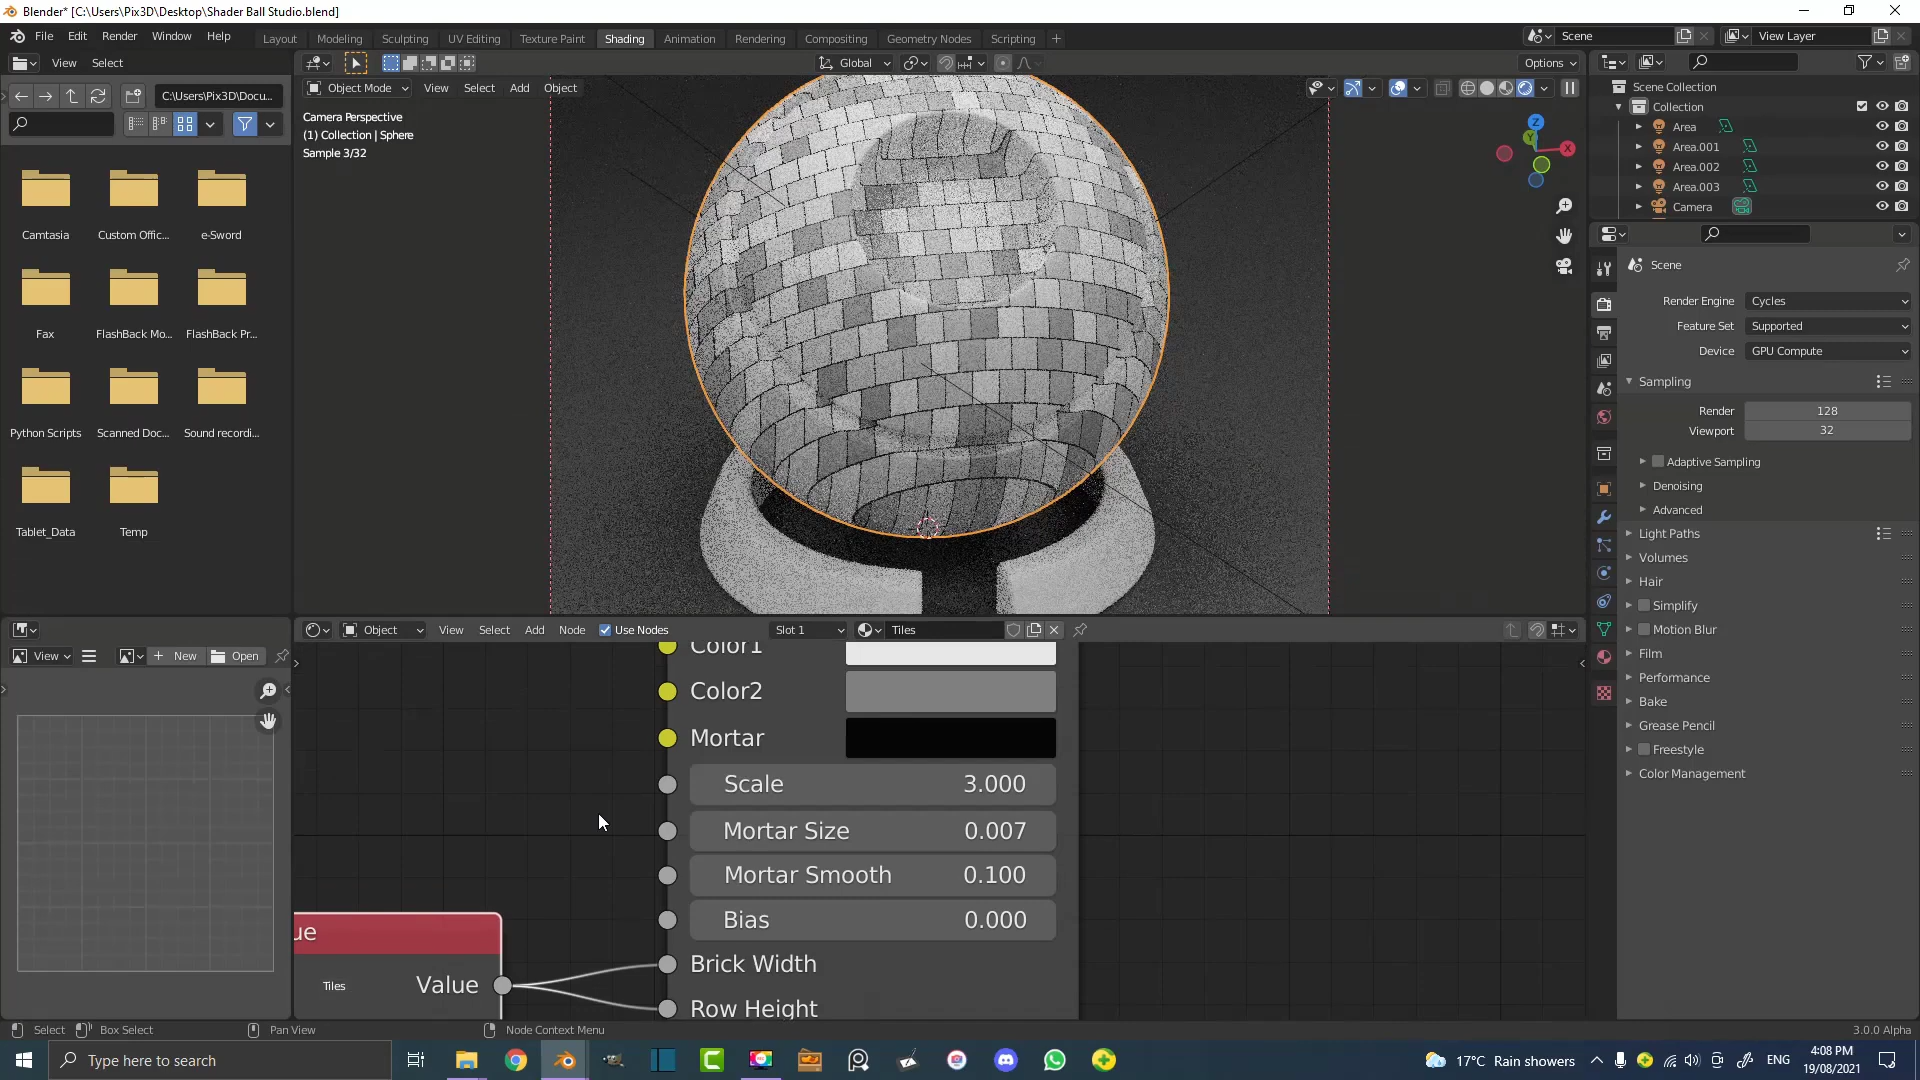 Blender* [C:\Users\Pix3D\Desktop\Shader Ball Studio.blend]
File Edit Render Window Help
Layout Modeling Sculpting UV Editing Texture Paint Shading Animation Rendering Compositing Geometry Nodes Scripting +
Scene
View Layer
View Select
Global
Options
C:\Users\Pix3D\Docu...
Object Mode View Select Add Object
Camera Perspective
(1) Collection | Sphere
Sample 3/32
Z
Y
X
Camtasia Custom Offic... e-Sword
Fax FlashBack Mo... FlashBack Pr...
Python Scripts Scanned Doc... Sound recordi...
Tablet_Data Temp
Scene Collection
Collection
Area
Area.001
Area.002
Area.003
Camera
Scene
Render Engine Cycles
Feature Set Supported
Device GPU Compute
Sampling
Render 128
Viewport 32
Adaptive Sampling
Denoising
Advanced
Light Paths
Volumes
Hair
Simplify
Motion Blur
Film
Performance
Bake
Grease Pencil
Freestyle
Color Management
View New Open
Object View Select Add Node Use Nodes Slot 1 Tiles
Color1
Color2
Mortar
Scale 3.000
Mortar Size 0.007
Mortar Smooth 0.100
Bias 0.000
Brick Width
Row Height
ue
Value
Tiles
Select Box Select Pan View Node Context Menu 3.0.0 Alpha
Type here to search
17°C Rain showers
ENG
4:08 PM
19/08/2021